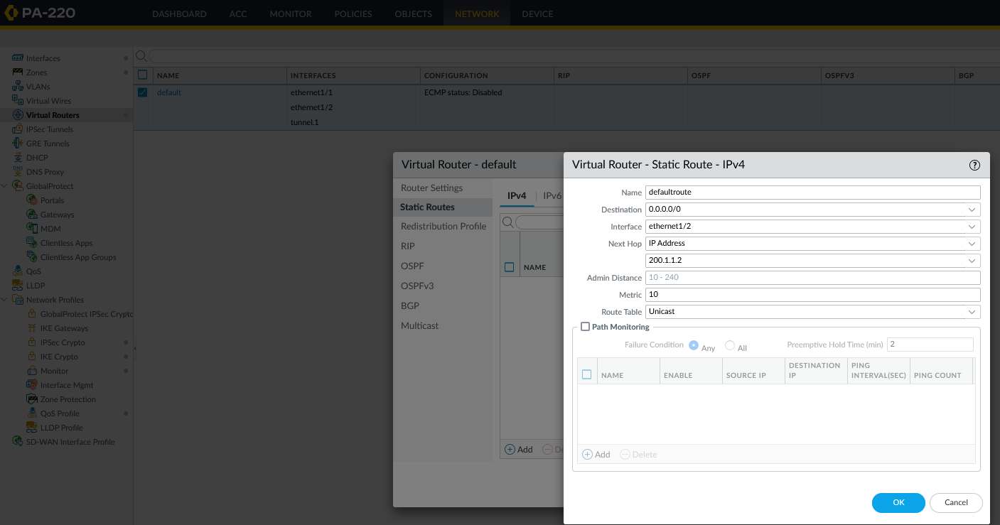 PA-220
DASHBOARD ACC MONITOR POLICIES OBJECTS NETWORK DEVICE
Interfaces
Zones
VLANs
Virtual Wires
Virtual Routers
IPSec Tunnels
GRE Tunnels
DHCP
DNS Proxy
GlobalProtect
Portals
Gateways
MDM
Clientless Apps
Clientless App Groups
QoS
LLDP
Network Profiles
GlobalProtect IPSec Crypto
IKE Gateways
IPSec Crypto
IKE Crypto
Monitor
Interface Mgmt
Zone Protection
QoS Profile
LLDP Profile
SD-WAN Interface Profile
NAME INTERFACES CONFIGURATION RIP OSPF OSPFV3 BGP
default ethernet1/1 ECMP status: Disabled
ethernet1/2
tunnel.1
Virtual Router - default
Router Settings
Static Routes
Redistribution Profile
RIP
OSPF
OSPFv3
BGP
Multicast
IPv4 IPv6
NAME
Add De
Virtual Router - Static Route - IPv4
Name defaultroute
Destination 0.0.0.0/0
Interface ethernet1/2
Next Hop IP Address
200.1.1.2
Admin Distance 10 - 240
Metric 10
Route Table Unicast
Path Monitoring
Failure Condition Any All Preemptive Hold Time (min) 2
NAME ENABLE SOURCE IP DESTINATION IP PING INTERVAL(SEC) PING COUNT
Add Delete
OK Cancel